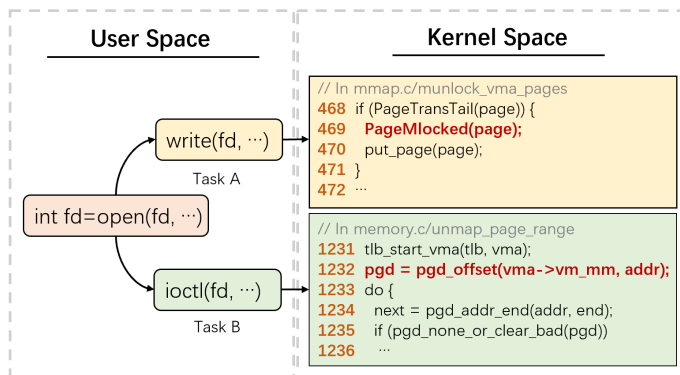 User Space
Kernel Space
int fd=open(fd, ···)
write(fd, ···)
Task A
ioctl(fd, ···)
Task B
// In mmap.c/munlock_vma_pages
468 if (PageTransTail(page)) {
469 PageMlocked(page);
470 put_page(page);
471 }
472 ···
// In memory.c/unmap_page_range
1231 tlb_start_vma(tlb, vma);
1232 pgd = pgd_offset(vma->vm_mm, addr);
1233 do {
1234 next = pgd_addr_end(addr, end);
1235 if (pgd_none_or_clear_bad(pgd))
1236 ···